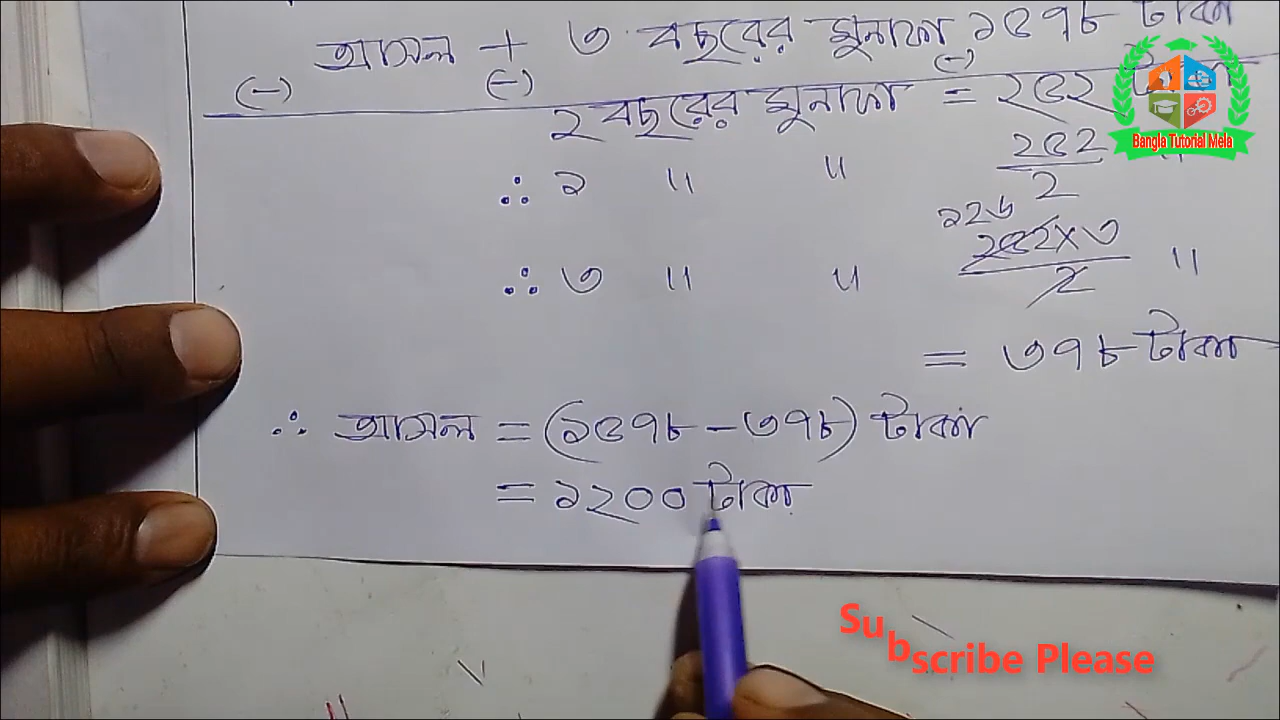 আসল + ৩ বছরের মুনাফা ১৫৭৮ টাকা
(-) (-) (-)
২ বছরের মুনাফা = ২৫২ টাকা
∴ ১ " " ২৫২/2 "
১২৬
∴ ৩ " " ২৫২×৩/২ "
= ৩৭৮ টাকা
∴ আসল = (১৫৭৮ - ৩৭৮) টাকা
= ১২০০ টাকা
Bangla Tutorial Mela
Subscribe Please